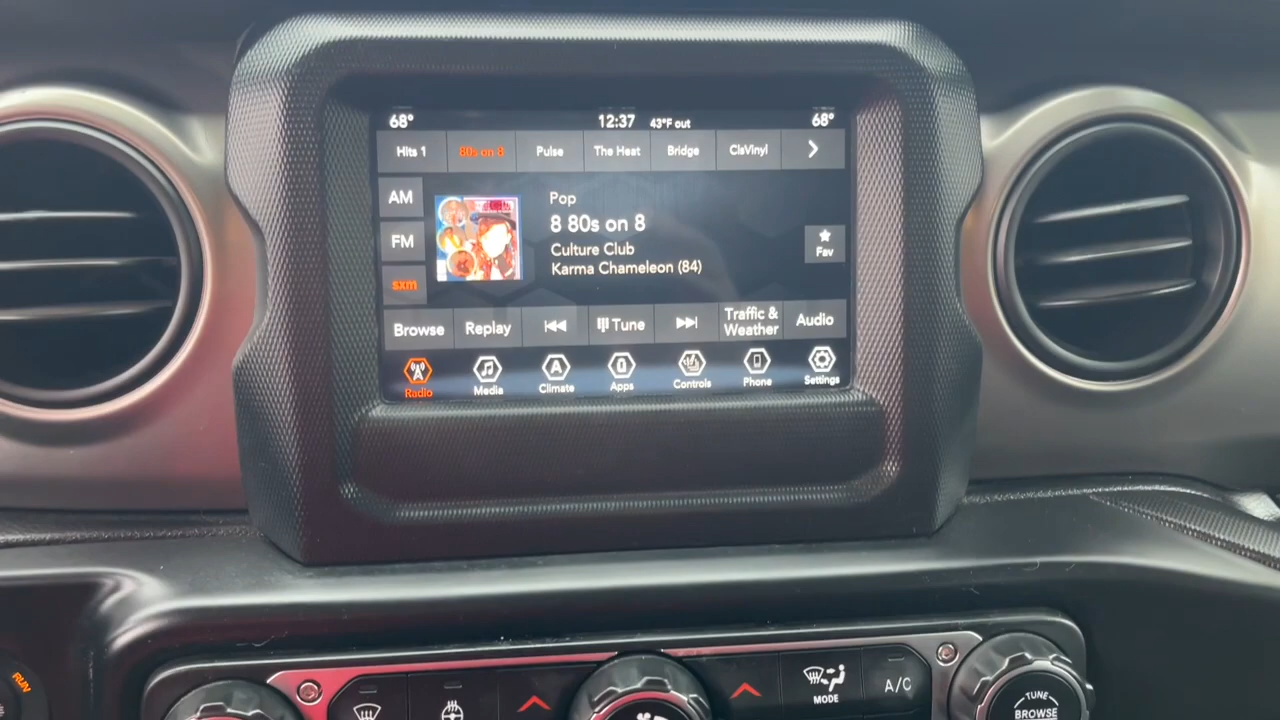 68° 12:37 43°F out 68°
Hits 1 80s on 8 Pulse The Heat Bridge ClsVinyl
AM
Pop
8 80s on 8
FM
Culture Club
Fav
Karma Chameleon (84)
sxm
Browse Replay Tune Traffic & Weather Audio
Radio Media Climate Apps Controls Phone Settings
RUN
MODE
A/C
TUNE
BROWSE